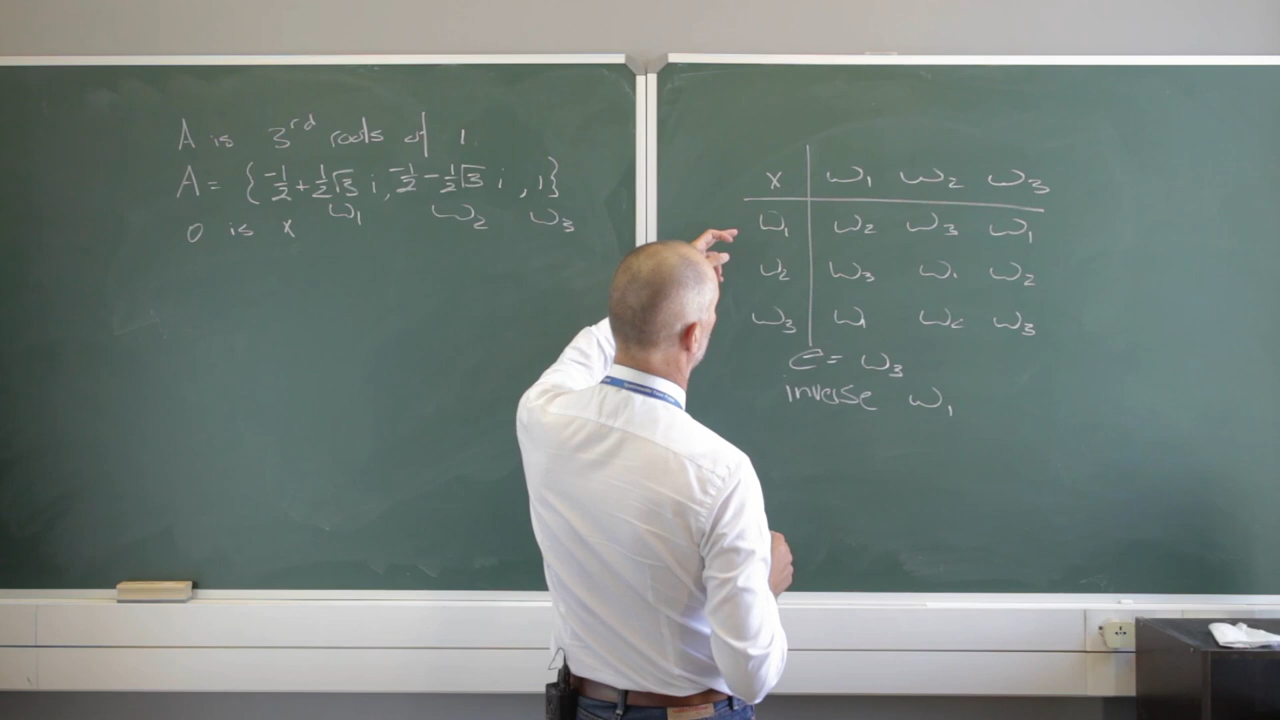 A is 3rd roots of 1.
A = {-1/2 + 1/2√3 i, -1/2 - 1/2√3 i, 1}
ω1 ω2 ω3
o is x
x ω1 ω2 ω3
ω1 ω2 ω3 ω1
ω2 ω3 ω1 ω2
ω3 ω1 ω2 ω3
e = ω3
inverse ω1